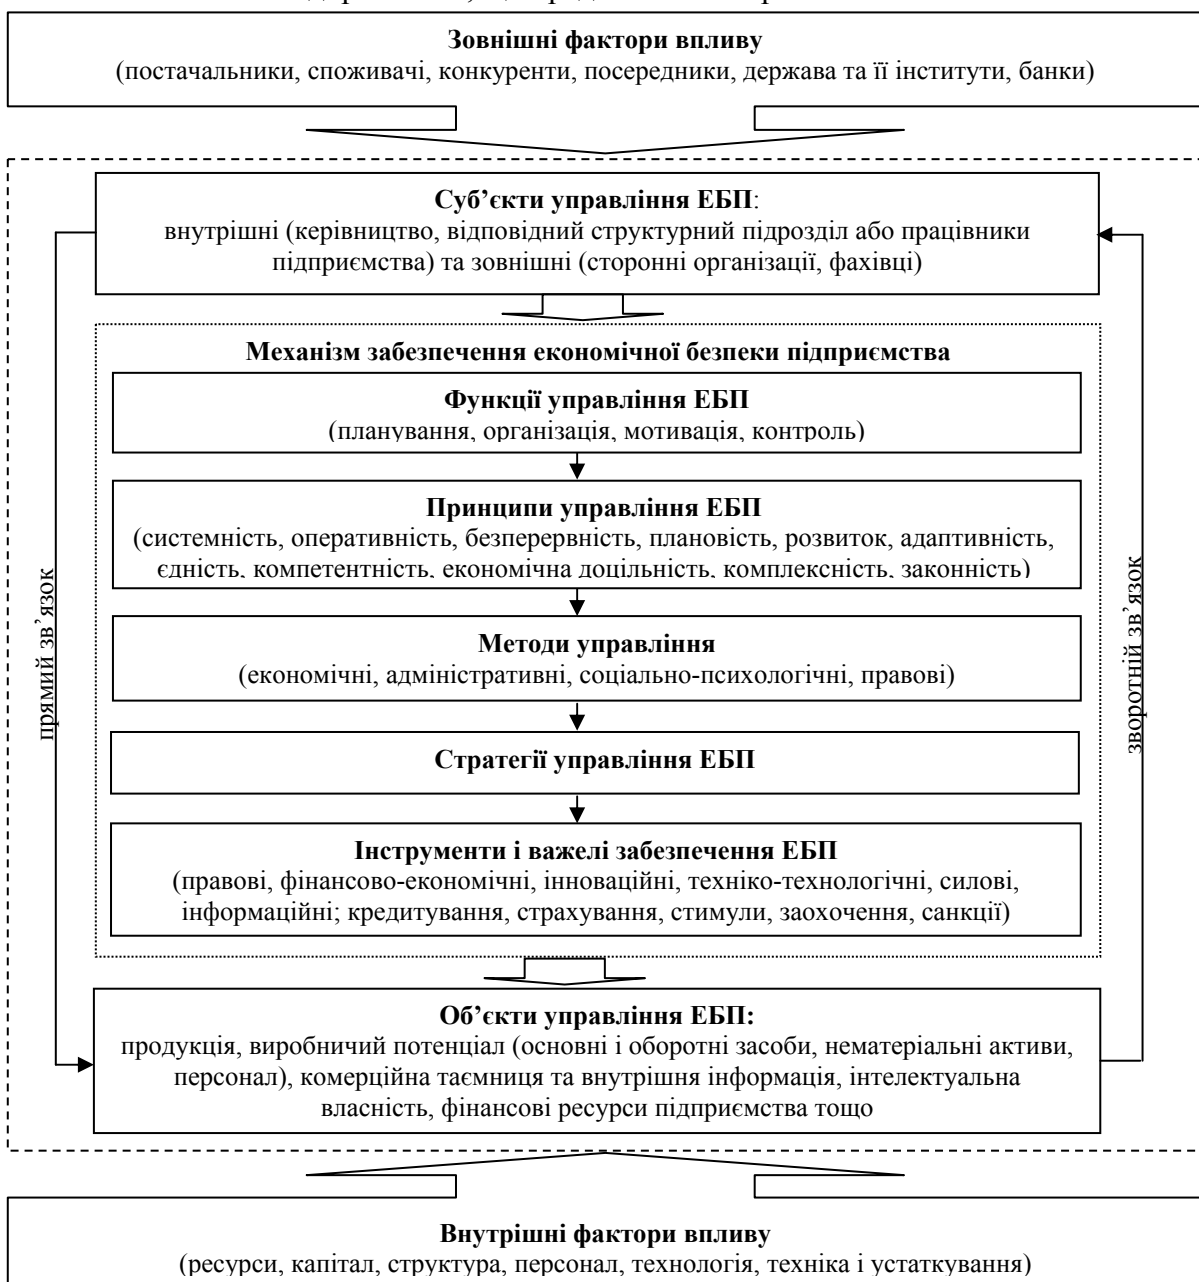 Зовнішні фактори впливу
(постачальники, споживачі, конкуренти, посередники, держава та її інститути, банки)
Суб’єкти управління ЕБП:
внутрішні (керівництво, відповідний структурний підрозділ або працівники
підприємства) та зовнішні (сторонні організації, фахівці)
Механізм забезпечення економічної безпеки підприємства
Функції управління ЕБП
(планування, організація, мотивація, контроль)
Принципи управління ЕБП
(системність, оперативність, безперервність, плановість, розвиток, адаптивність,
єдність, компетентність, економічна доцільність, комплексність, законність)
Методи управління
(економічні, адміністративні, соціально-психологічні, правові)
Стратегії управління ЕБП
Інструменти і важелі забезпечення ЕБП
(правові, фінансово-економічні, інноваційні, техніко-технологічні, силові,
інформаційні; кредитування, страхування, стимули, заохочення, санкції)
прямий зв’язок
зворотній зв’язок
Об’єкти управління ЕБП:
продукція, виробничий потенціал (основні і оборотні засоби, нематеріальні активи,
персонал), комерційна таємниця та внутрішня інформація, інтелектуальна
власність, фінансові ресурси підприємства тощо
Внутрішні фактори впливу
(ресурси, капітал, структура, персонал, технологія, техніка і устаткування)